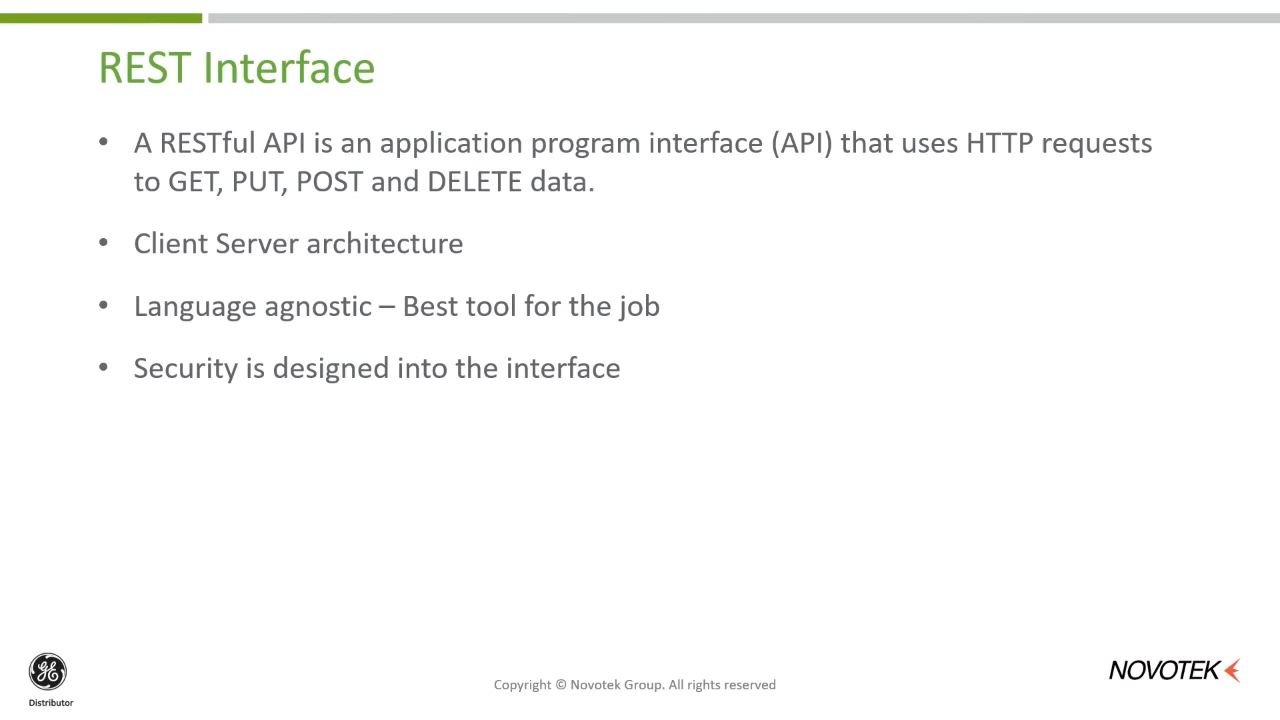 REST Interface
• A RESTful API is an application program interface (API) that uses HTTP requests
to GET, PUT, POST and DELETE data.
• Client Server architecture
• Language agnostic – Best tool for the job
• Security is designed into the interface
GE
Distributor
Copyright © Novotek Group. All rights reserved
NOVOTEK